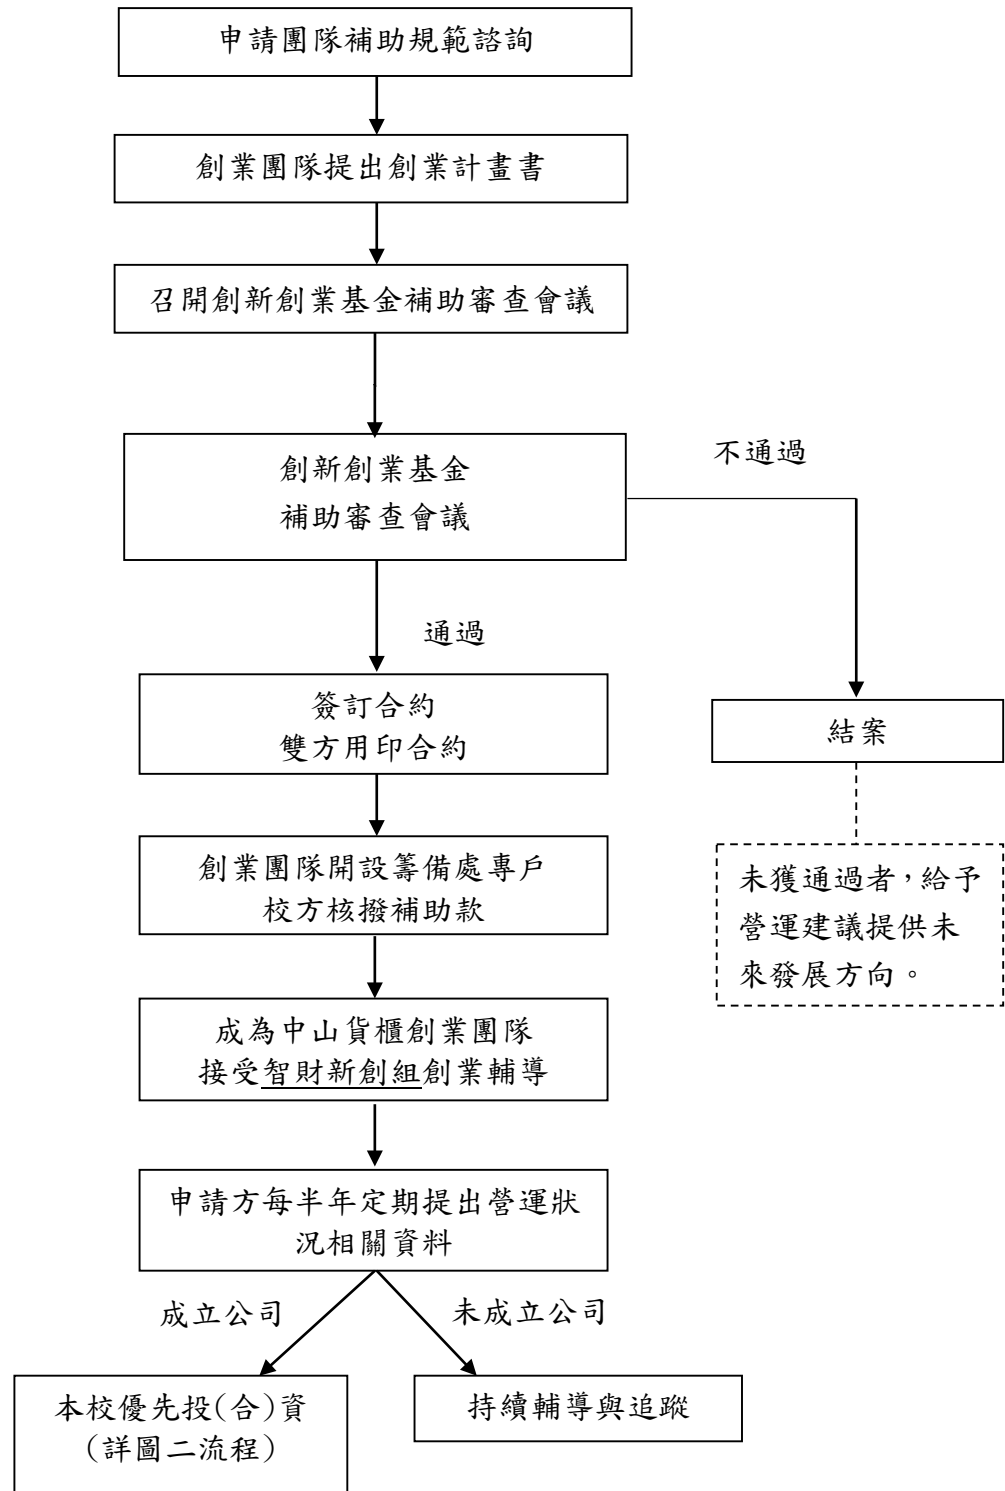 申請團隊補助規範諮詢
創業團隊提出創業計畫書
召開創新創業基金補助審查會議
創新創業基金
補助審查會議
不通過
通過
簽訂合約
雙方用印合約
結案
創業團隊開設籌備處專戶
校方核撥補助款
未獲通過者，給予
營運建議提供未
來發展方向。
成為中山貨櫃創業團隊
接受智財新創組創業輔導
申請方每半年定期提出營運狀
況相關資料
成立公司
未成立公司
本校優先投(合)資
(詳圖二流程)
持續輔導與追蹤